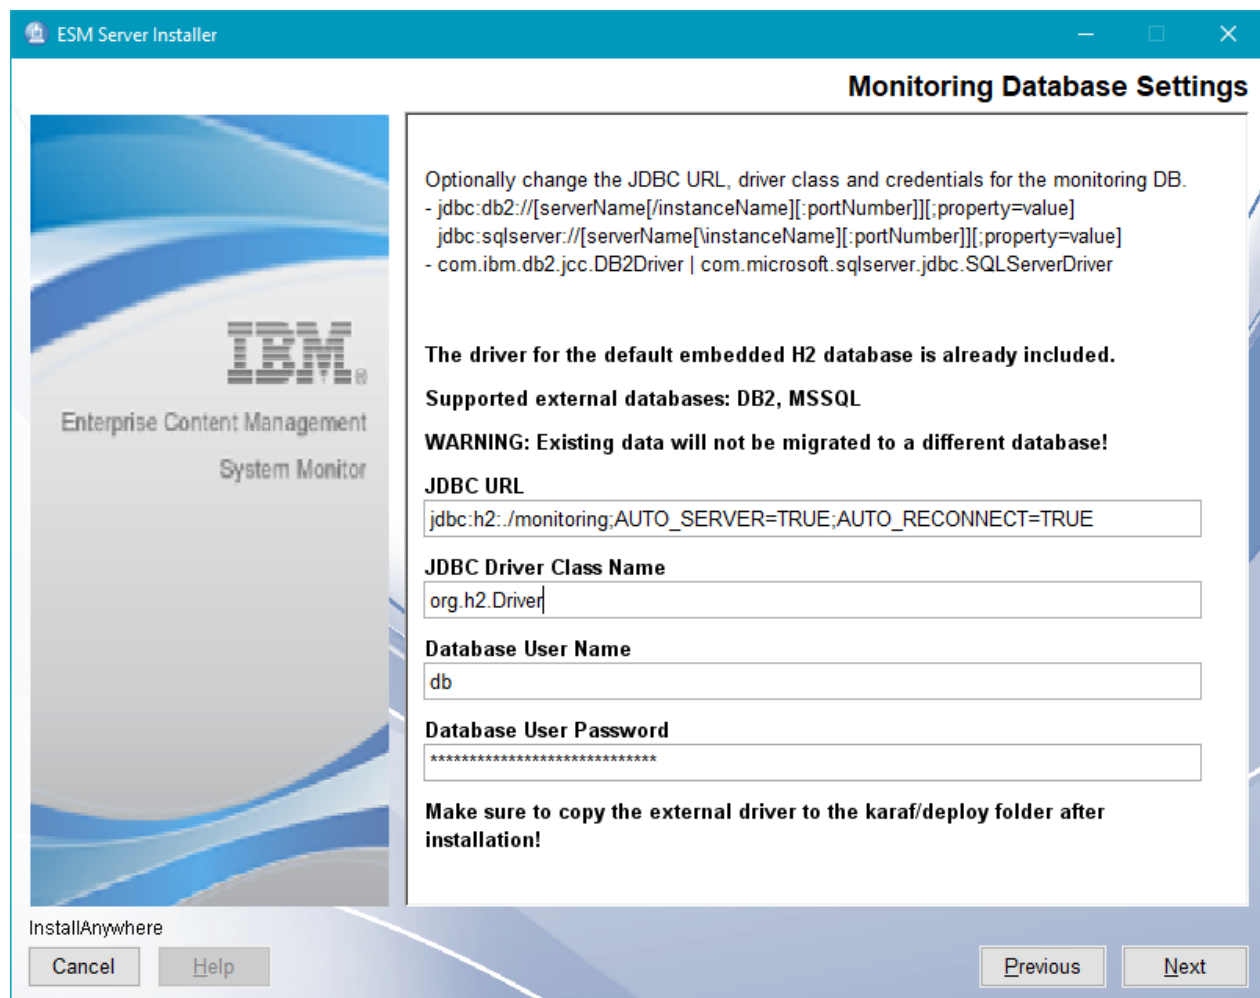 ESM Server Installer
Monitoring Database Settings
IBM®
Enterprise Content Management
System Monitor
Optionally change the JDBC URL, driver class and credentials for the monitoring DB.
- jdbc:db2://[serverName[/instanceName][:portNumber]][;property=value]
jdbc:sqlserver://[serverName[\instanceName][:portNumber]][;property=value]
- com.ibm.db2.jcc.DB2Driver | com.microsoft.sqlserver.jdbc.SQLServerDriver
The driver for the default embedded H2 database is already included.
Supported external databases: DB2, MSSQL
WARNING: Existing data will not be migrated to a different database!
JDBC URL
jdbc:h2:./monitoring;AUTO_SERVER=TRUE;AUTO_RECONNECT=TRUE
JDBC Driver Class Name
org.h2.Driver
Database User Name
db
Database User Password
*****************************
Make sure to copy the external driver to the karaf/deploy folder after
installation!
InstallAnywhere
Cancel
Help
Previous
Next